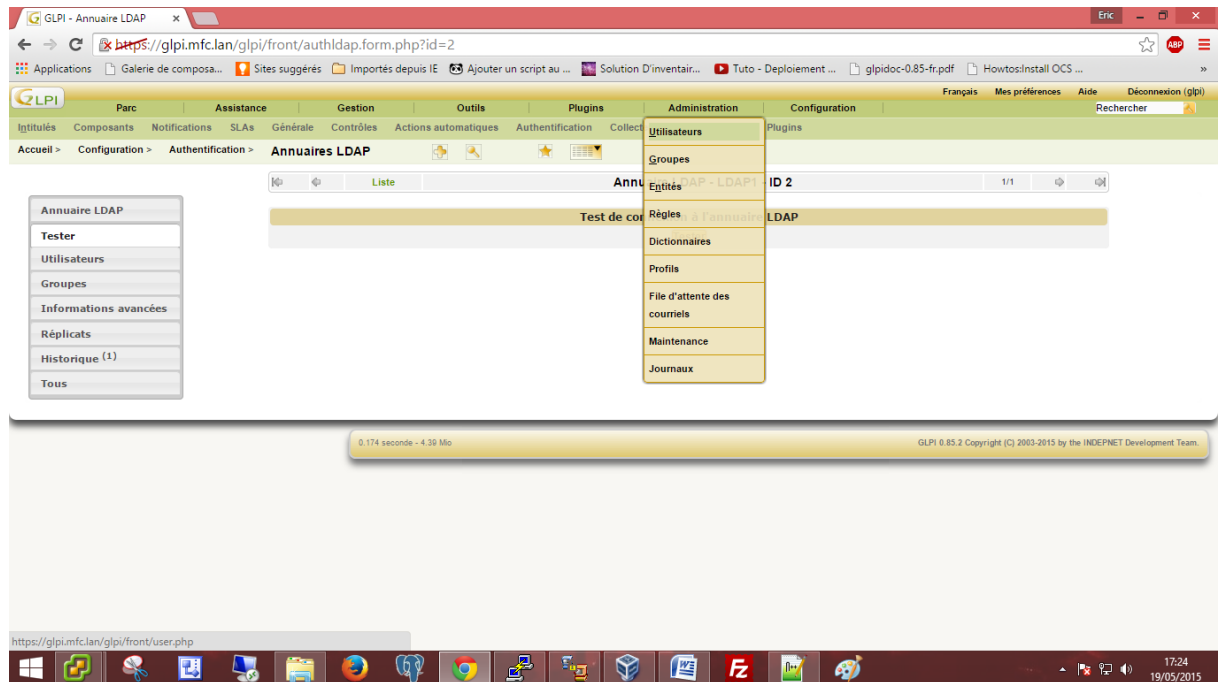 GLPI - Annuaire LDAP
Eric
https://glpi.mfc.lan/glpi/front/authldap.form.php?id=2
ABP
Applications Galerie de composa... Sites suggérés Importés depuis IE Ajouter un script au ... Solution D'inventair... Tuto - Deploiement ... glpidoc-0.85-fr.pdf Howtos:Install OCS ... »
GLPI
Français Mes préférences Aide Déconnexion (glpi)
Parc Assistance Gestion Outils Plugins Administration Configuration
Rechercher
Intitulés Composants Notifications SLAs Générale Contrôles Actions automatiques Authentification Collect Plugins
Accueil > Configuration > Authentification > Annuaires LDAP
Utilisateurs
Groupes
Entités
Règles
Dictionnaires
Profils
File d'attente des
courriels
Maintenance
Journaux
Liste
Annuaire LDAP - LDAP1 - ID 2
1/1
Test de connexion à l'annuaire LDAP
Annuaire LDAP
Tester
Utilisateurs
Groupes
Informations avancées
Réplicats
Historique (1)
Tous
0.174 seconde - 4.39 Mio
GLPI 0.85.2 Copyright (C) 2003-2015 by the INDEPNET Development Team.
https://glpi.mfc.lan/glpi/front/user.php
17:24
19/05/2015